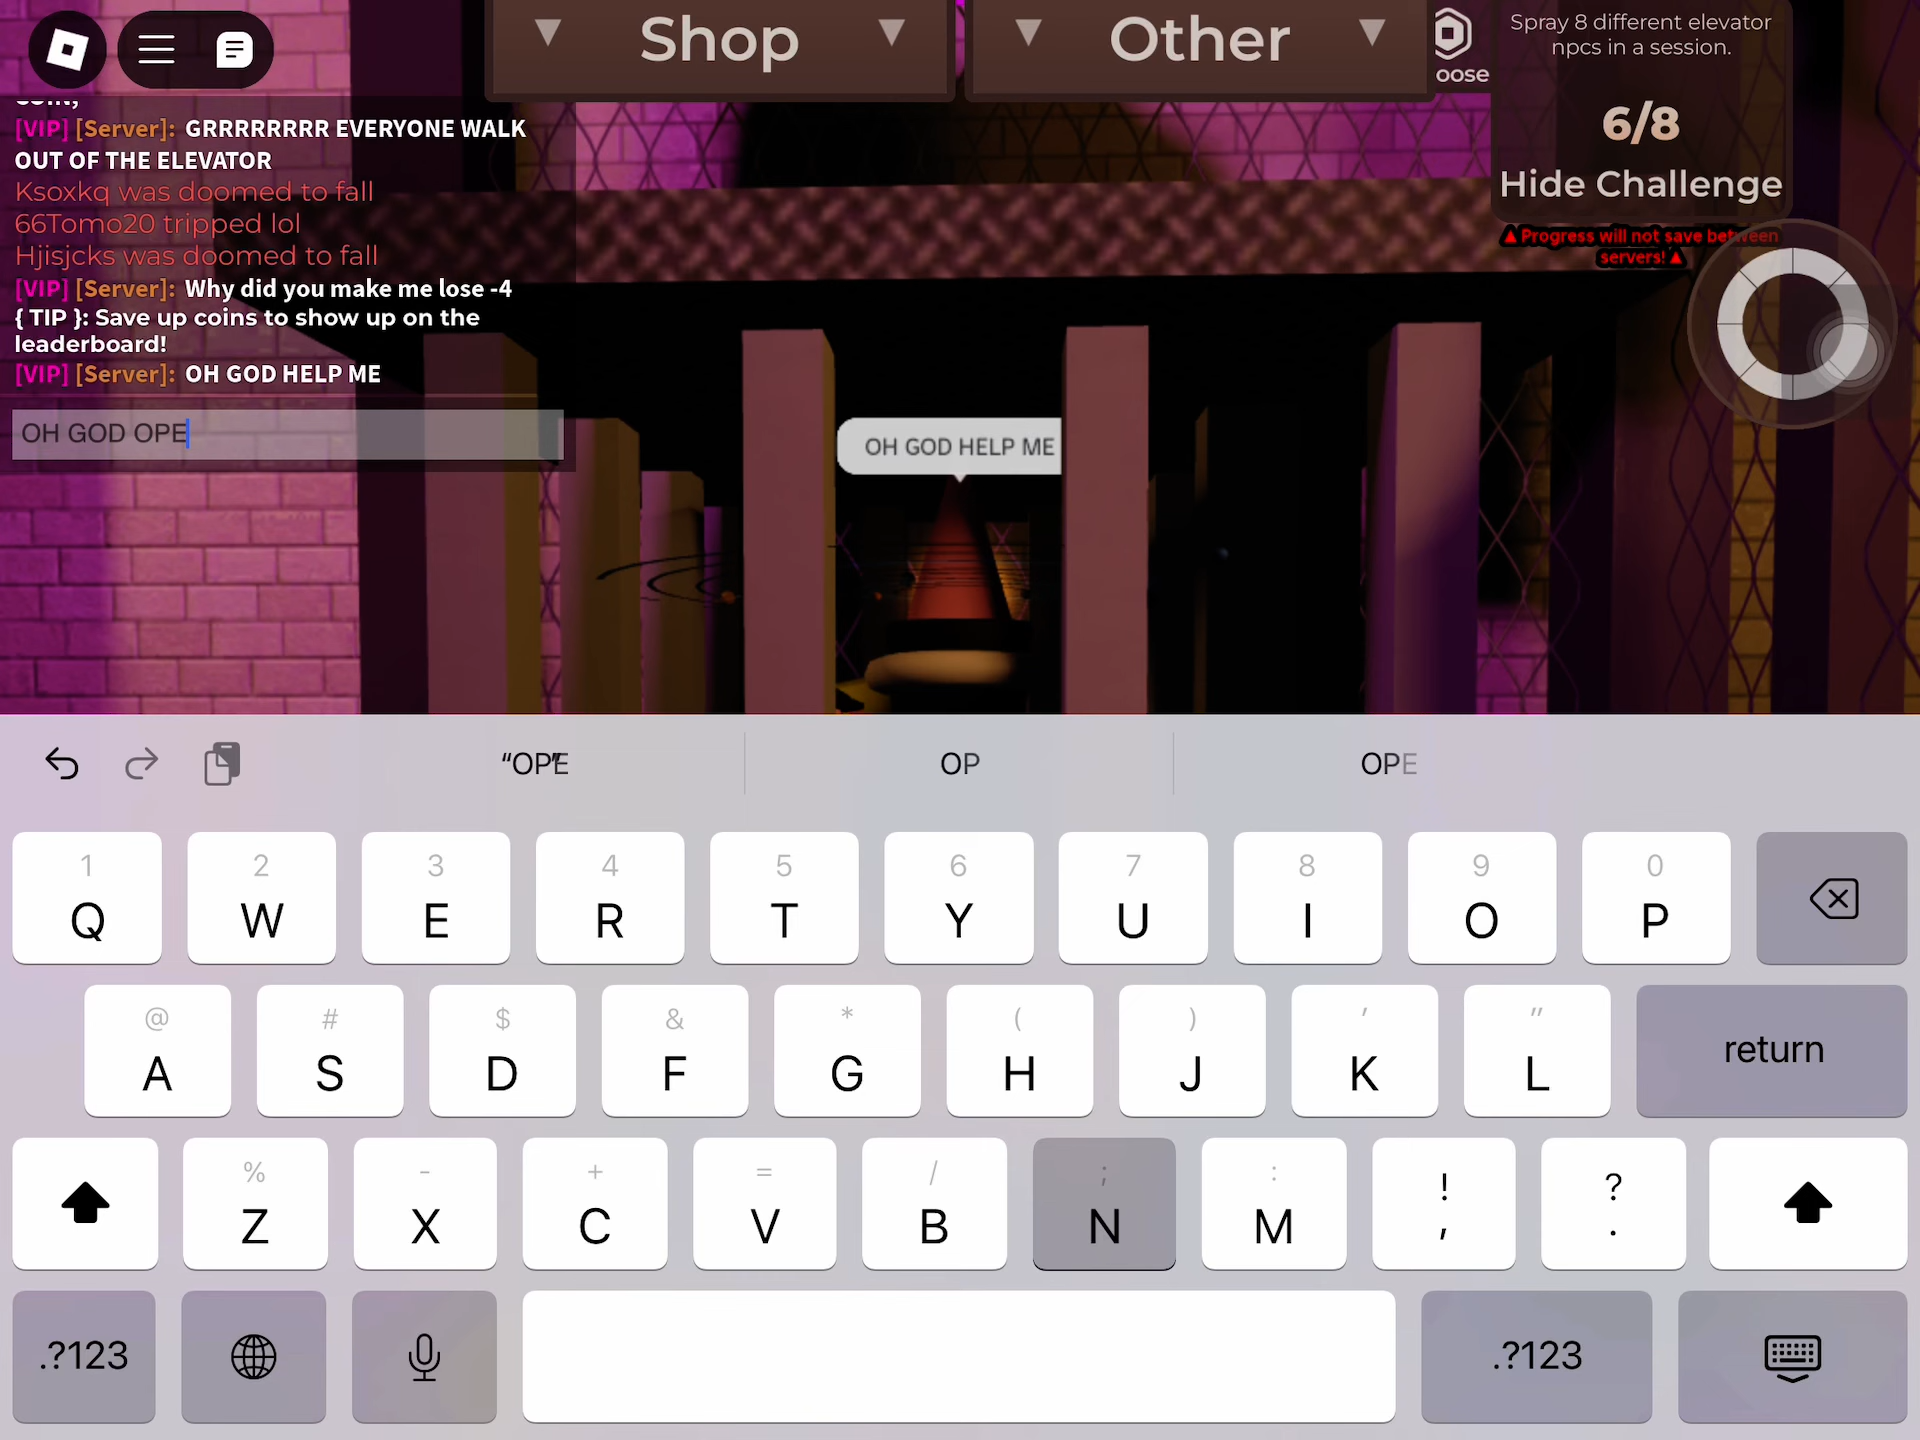 Shop
Other
oose
Spray 8 different elevator
npcs in a session.
6/8
Hide Challenge
▲Progress will not save between
servers!▲
COIN,
[VIP] [Server]: GRRRRRRRR EVERYONE WALK
OUT OF THE ELEVATOR
Ksoxkq was doomed to fall
66Tomo20 tripped lol
Hjisjcks was doomed to fall
[VIP] [Server]: Why did you make me lose -4
{ TIP }: Save up coins to show up on the
leaderboard!
[VIP] [Server]: OH GOD HELP ME
OH GOD OPE
OH GOD HELP ME
“OPE”
OP
OPE
1 2 3 4 5 6 7 8 9 0
Q W E R T Y U I O P
@ # $ & * ( ) ' "
A S D F G H J K L return
% - + = / ; : ! ?
Z X C V B N M , .
.?123 .?123